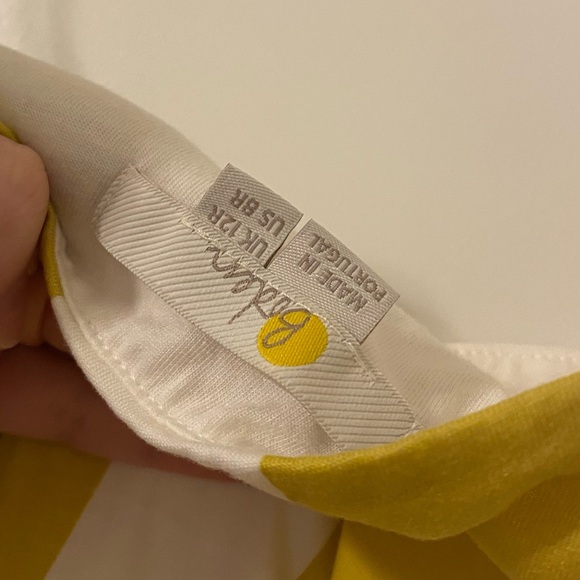 Boden
UK 12R
US 8R
MADE IN
PORTUGAL